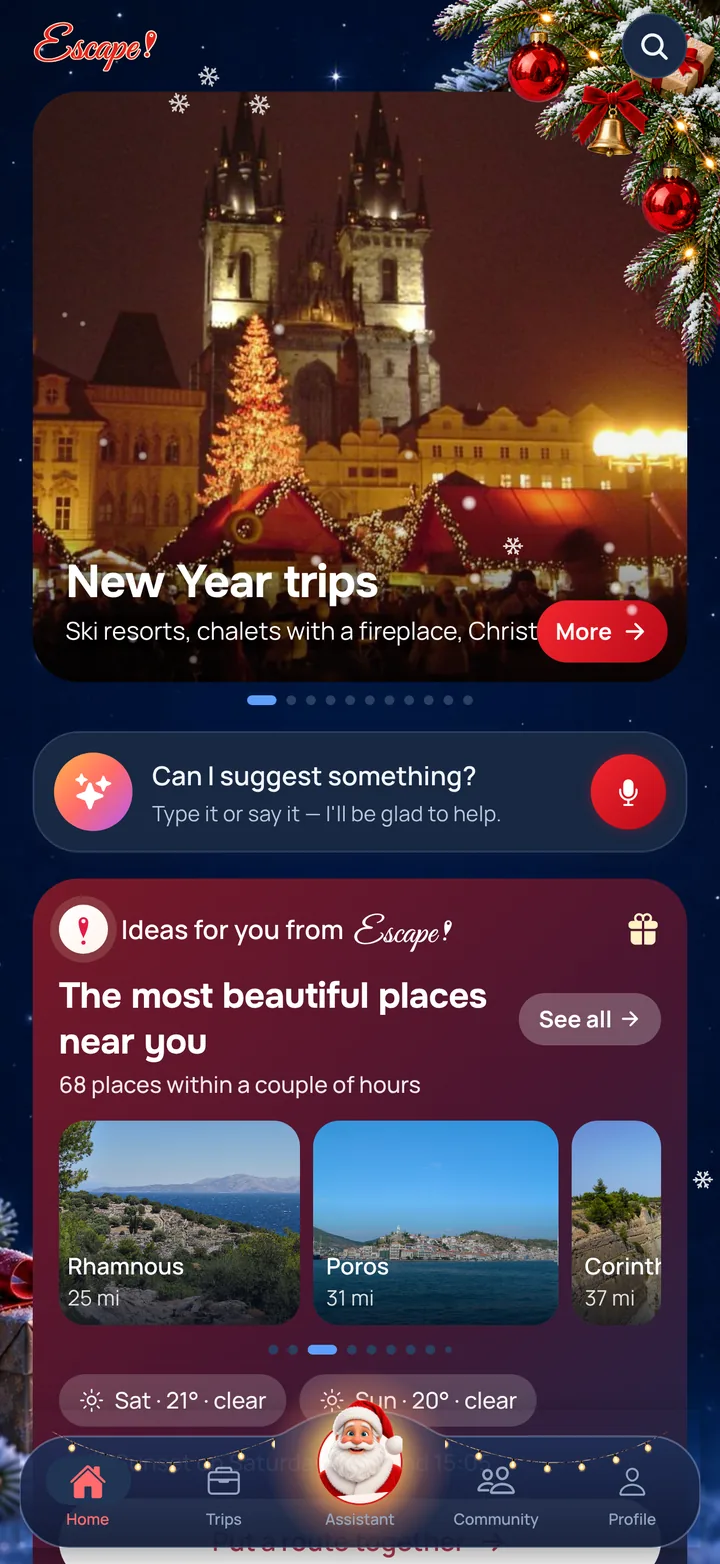 Escape!
New Year trips
Ski resorts, chalets with a fireplace, Christ
More →
Can I suggest something?
Type it or say it — I'll be glad to help.
Ideas for you from Escape!
The most beautiful places
near you
See all →
68 places within a couple of hours
Rhamnous
25 mi
Poros
31 mi
Corinth
37 mi
Sat · 21° · clear
Sun · 20° · clear
Put a route together →
Home
Trips
Assistant
Community
Profile